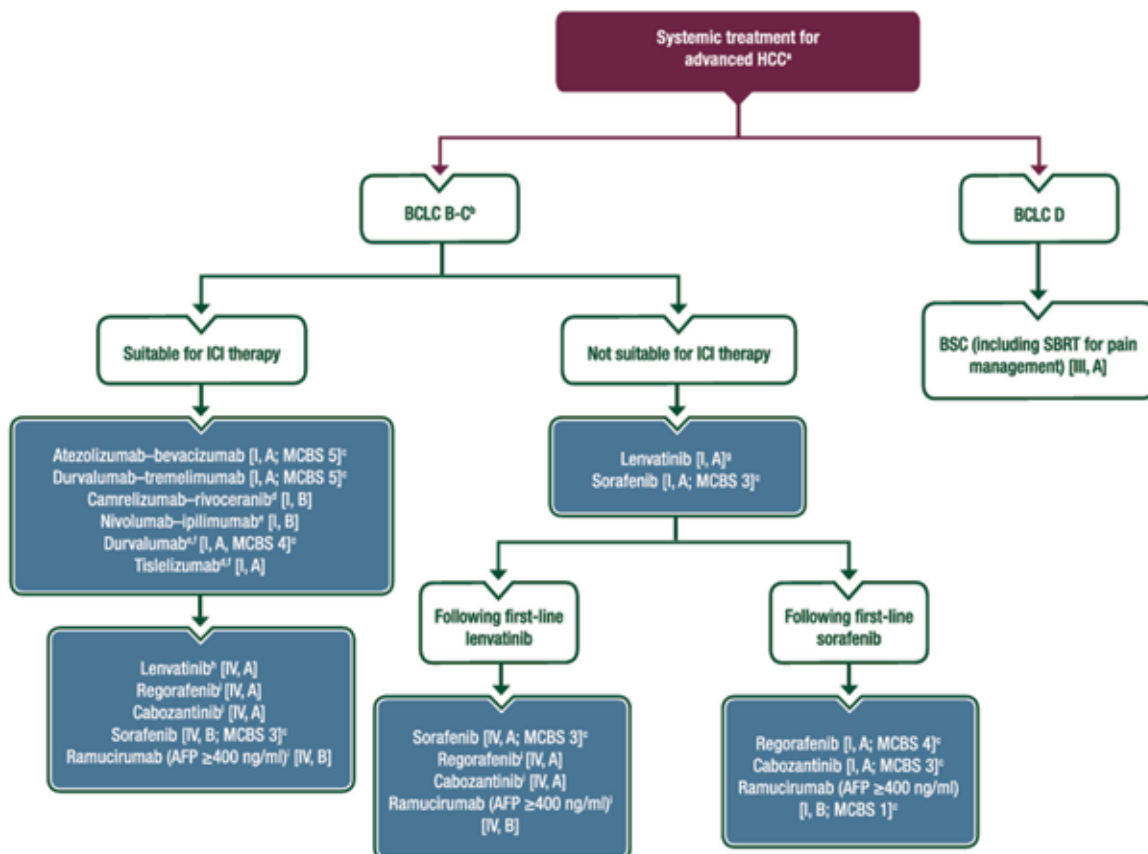 Systemic treatment for
advanced HCCᵃ
BCLC B-Cᵇ
BCLC D
Suitable for ICI therapy
Not suitable for ICI therapy
BSC (including SBRT for pain
management) [III, A]
Atezolizumab–bevacizumab [I, A; MCBS 5]ᶜ
Durvalumab–tremelimumab [I, A; MCBS 5]ᶜ
Camrelizumab–rivoceranibᵈ [I, B]
Nivolumab–ipilimumabᵉ [I, B]
Durvalumabᵉ,ᶠ [I, A, MCBS 4]ᶜ
Tislelizumabᵈ,ᶠ [I, A]
Lenvatinib [I, A]ᵍ
Sorafenib [I, A; MCBS 3]ᶜ
Following first-line
lenvatinib
Following first-line
sorafenib
Lenvatinibʰ [IV, A]
Regorafenibⁱ [IV, A]
Cabozantinibⁱ [IV, A]
Sorafenib [IV, B; MCBS 3]ᶜ
Ramucirumab (AFP ≥400 ng/ml)ⁱ [IV, B]
Sorafenib [IV, A; MCBS 3]ᶜ
Regorafenibⁱ [IV, A]
Cabozantinibⁱ [IV, A]
Ramucirumab (AFP ≥400 ng/ml)ⁱ
[IV, B]
Regorafenib [I, A; MCBS 4]ᶜ
Cabozantinib [I, A; MCBS 3]ᶜ
Ramucirumab (AFP ≥400 ng/ml)
[I, B; MCBS 1]ᶜ